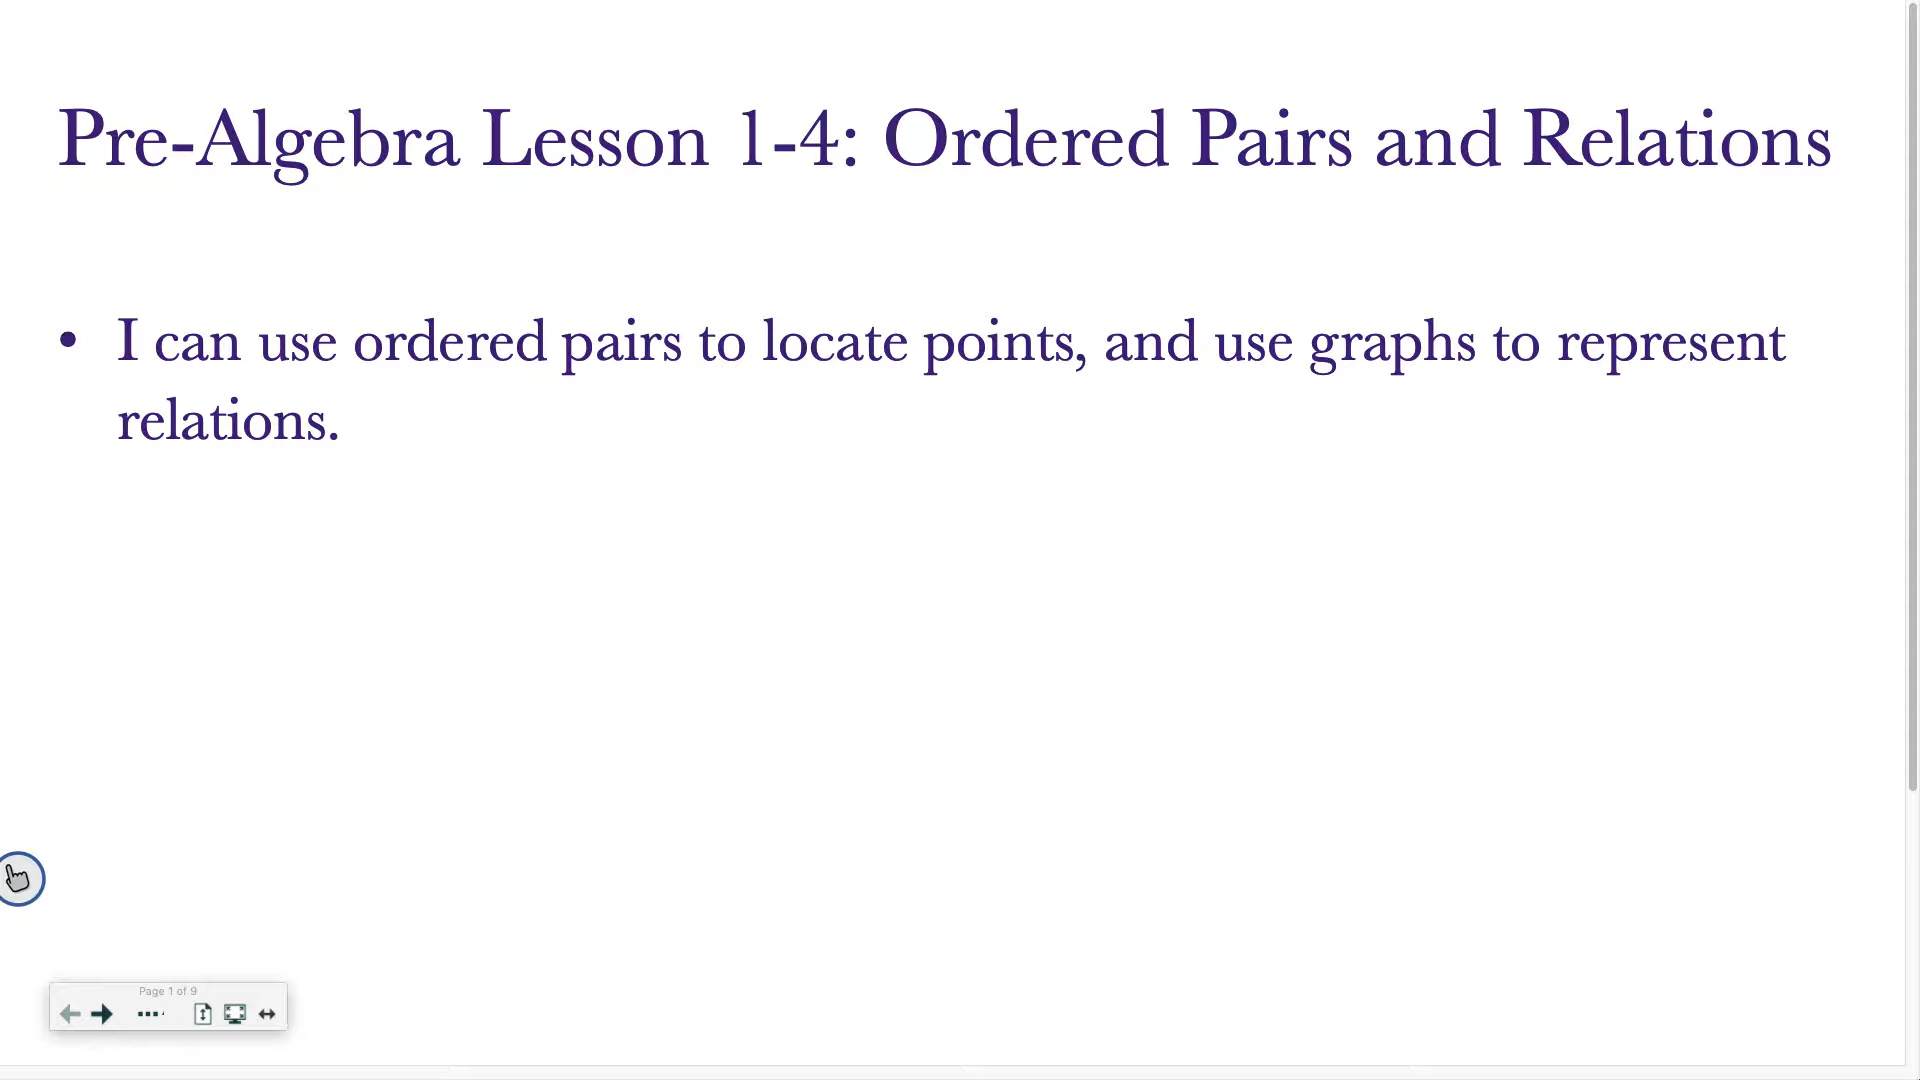 Pre-Algebra Lesson 1-4: Ordered Pairs and Relations
• I can use ordered pairs to locate points, and use graphs to represent
relations.
Page 1 of 9